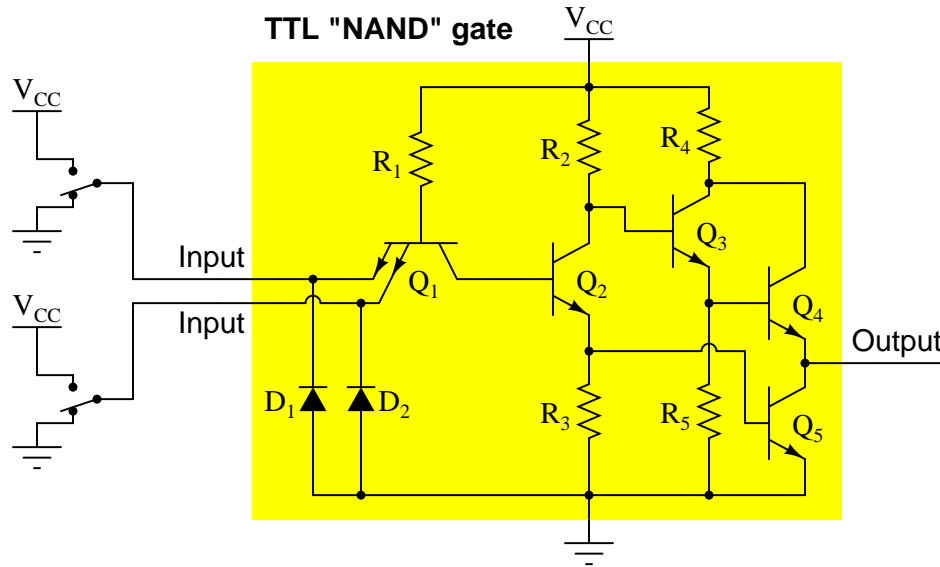 TTL "NAND" gate
VCC
VCC
R1
R2
R4
Input
Q1
Q2
Q3
VCC
Input
Q4
Output
D1
D2
R3
R5
Q5